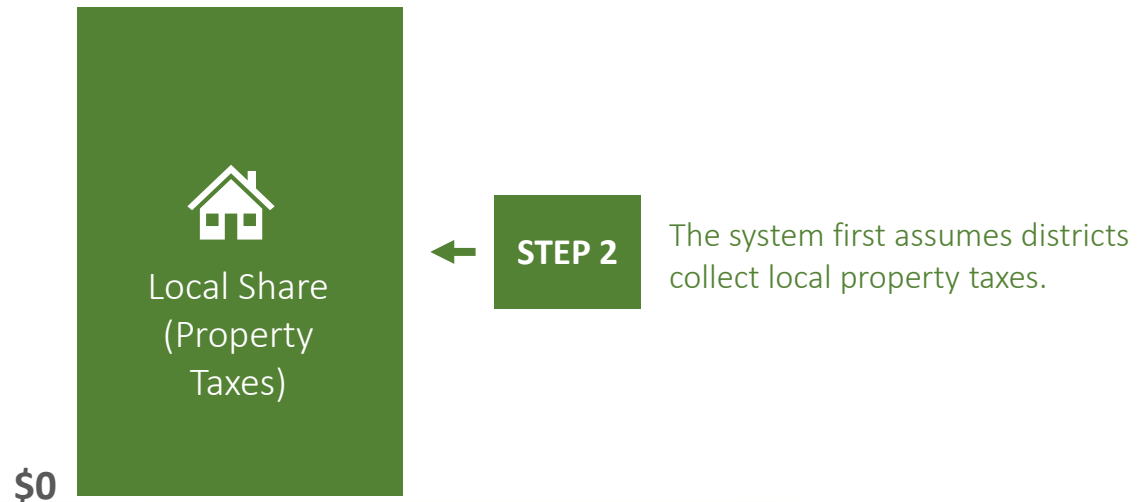 Local Share
(Property
Taxes)
STEP 2
The system first assumes districts
collect local property taxes.
$0